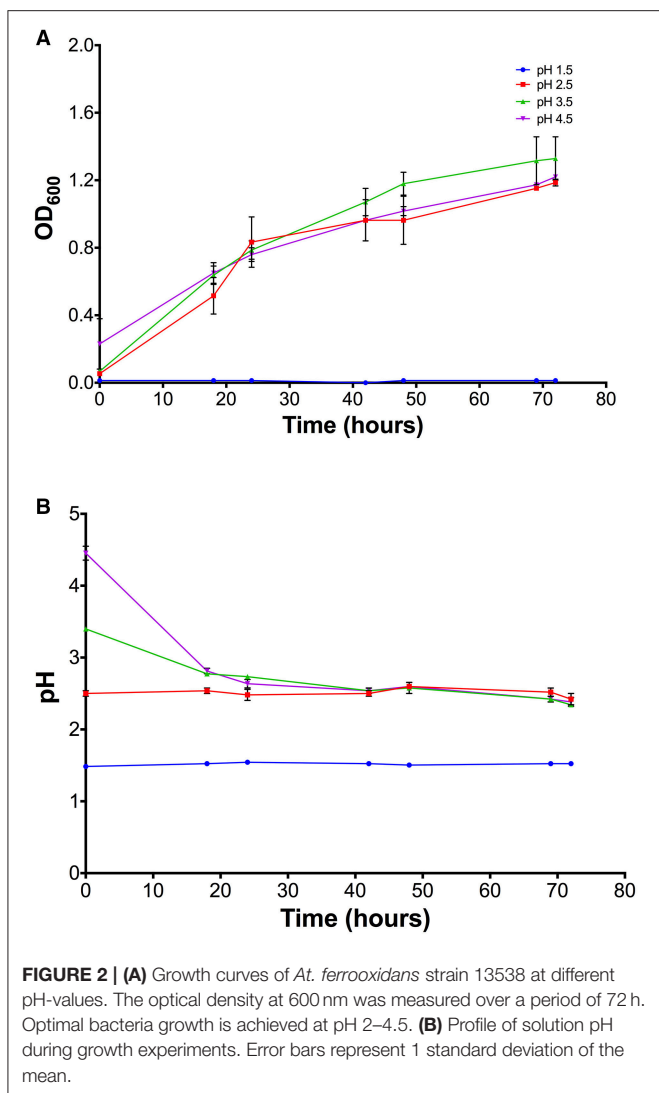 A
2.0
1.6
1.2
0.8
0.4
0.0
OD600
pH 1.5
pH 2.5
pH 3.5
pH 4.5
0 10 20 30 40 50 60 70 80
Time (hours)
B
5
4
3
2
1
0
pH
0 10 20 30 40 50 60 70 80
Time (hours)
FIGURE 2 | (A) Growth curves of At. ferrooxidans strain 13538 at different
pH-values. The optical density at 600 nm was measured over a period of 72 h.
Optimal bacteria growth is achieved at pH 2–4.5. (B) Profile of solution pH
during growth experiments. Error bars represent 1 standard deviation of the
mean.